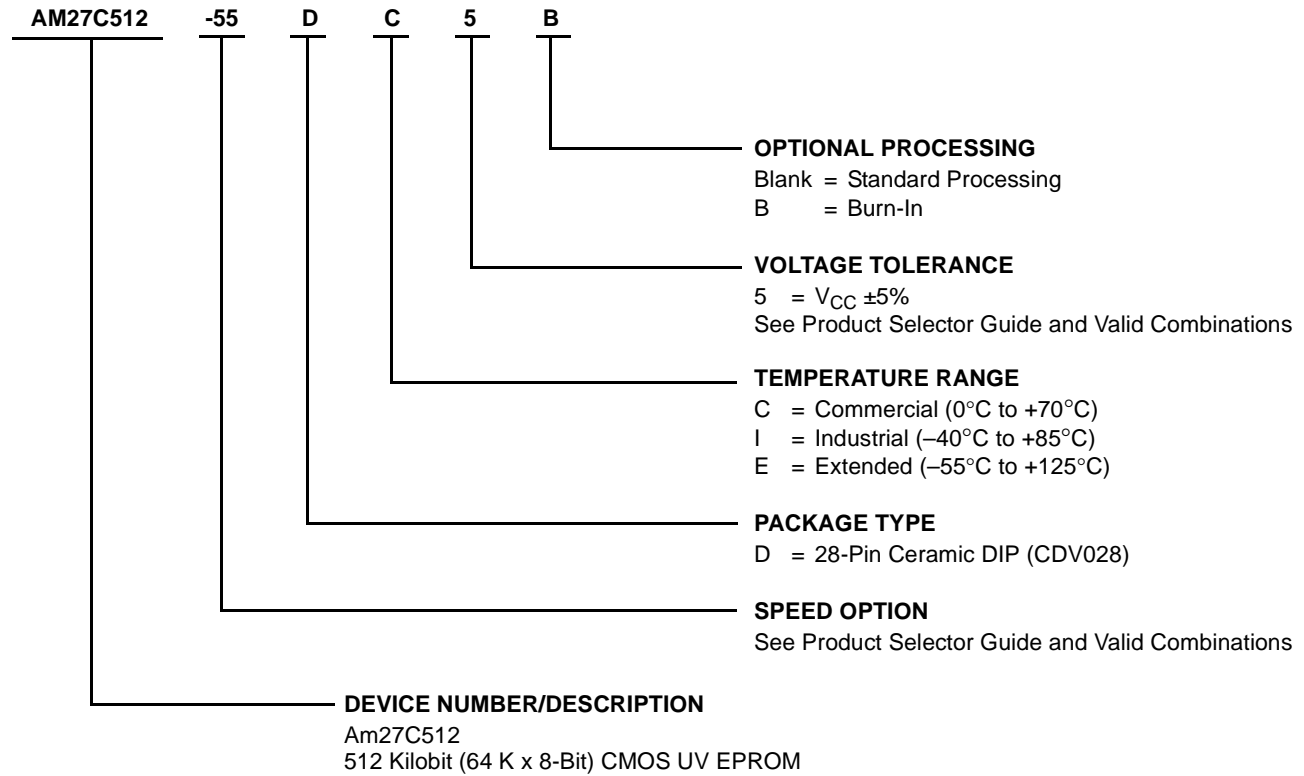 AM27C512 -55 D C 5 B
OPTIONAL PROCESSING
Blank = Standard Processing
B = Burn-In
VOLTAGE TOLERANCE
5 = VCC ±5%
See Product Selector Guide and Valid Combinations
TEMPERATURE RANGE
C = Commercial (0°C to +70°C)
I = Industrial (–40°C to +85°C)
E = Extended (–55°C to +125°C)
PACKAGE TYPE
D = 28-Pin Ceramic DIP (CDV028)
SPEED OPTION
See Product Selector Guide and Valid Combinations
DEVICE NUMBER/DESCRIPTION
Am27C512
512 Kilobit (64 K x 8-Bit) CMOS UV EPROM